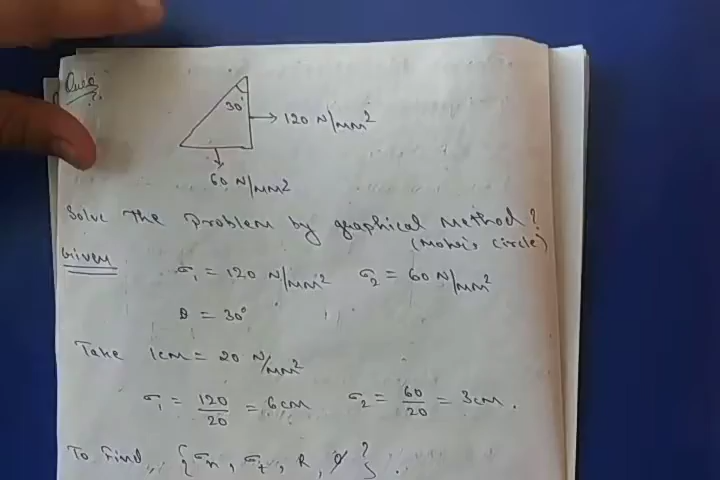 Ques
?
30°
120 N/mm²
60 N/mm²
Solve the problem by graphical method?
(Mohr's circle)
Given
σ₁ = 120 N/mm² σ₂ = 60 N/mm²
θ = 30°
Take 1cm = 20 N/mm²
σ₁ = 120/20 = 6cm σ₂ = 60/20 = 3cm.
To Find, {σn, σt, R, φ}.